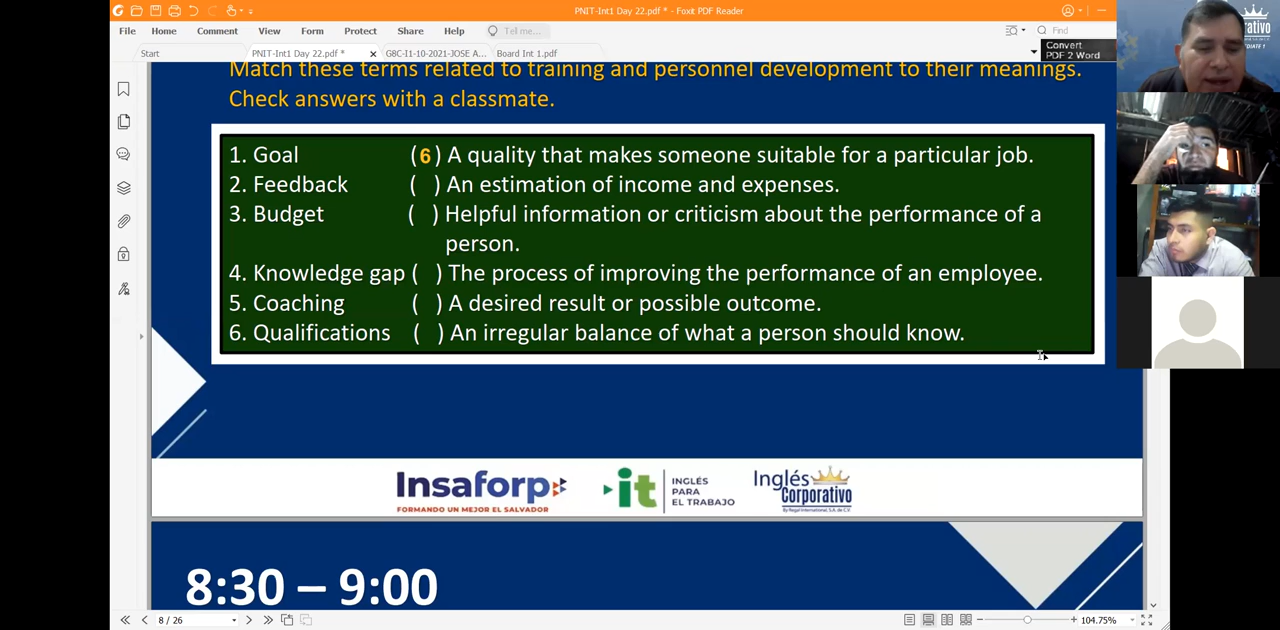 PNIT-Int1 Day 22.pdf * - Foxit PDF Reader
File Home Comment View Form Protect Share Help Tell me... Find
Start PNIT-Int1 Day 22.pdf * G8C-I1-10-2021-JOSE A... Board Int 1.pdf
Convert
PDF 2 Word
Match these terms related to training and personnel development to their meanings.
Check answers with a classmate.
1. Goal (6) A quality that makes someone suitable for a particular job.
2. Feedback ( ) An estimation of income and expenses.
3. Budget ( ) Helpful information or criticism about the performance of a
person.
4. Knowledge gap ( ) The process of improving the performance of an employee.
5. Coaching ( ) A desired result or possible outcome.
6. Qualifications ( ) An irregular balance of what a person should know.
Insaforp
FORMANDO UN MEJOR EL SALVADOR
it
INGLÉS
PARA
EL TRABAJO
Inglés
Corporativo
8:30 – 9:00
8 / 26
104.75%